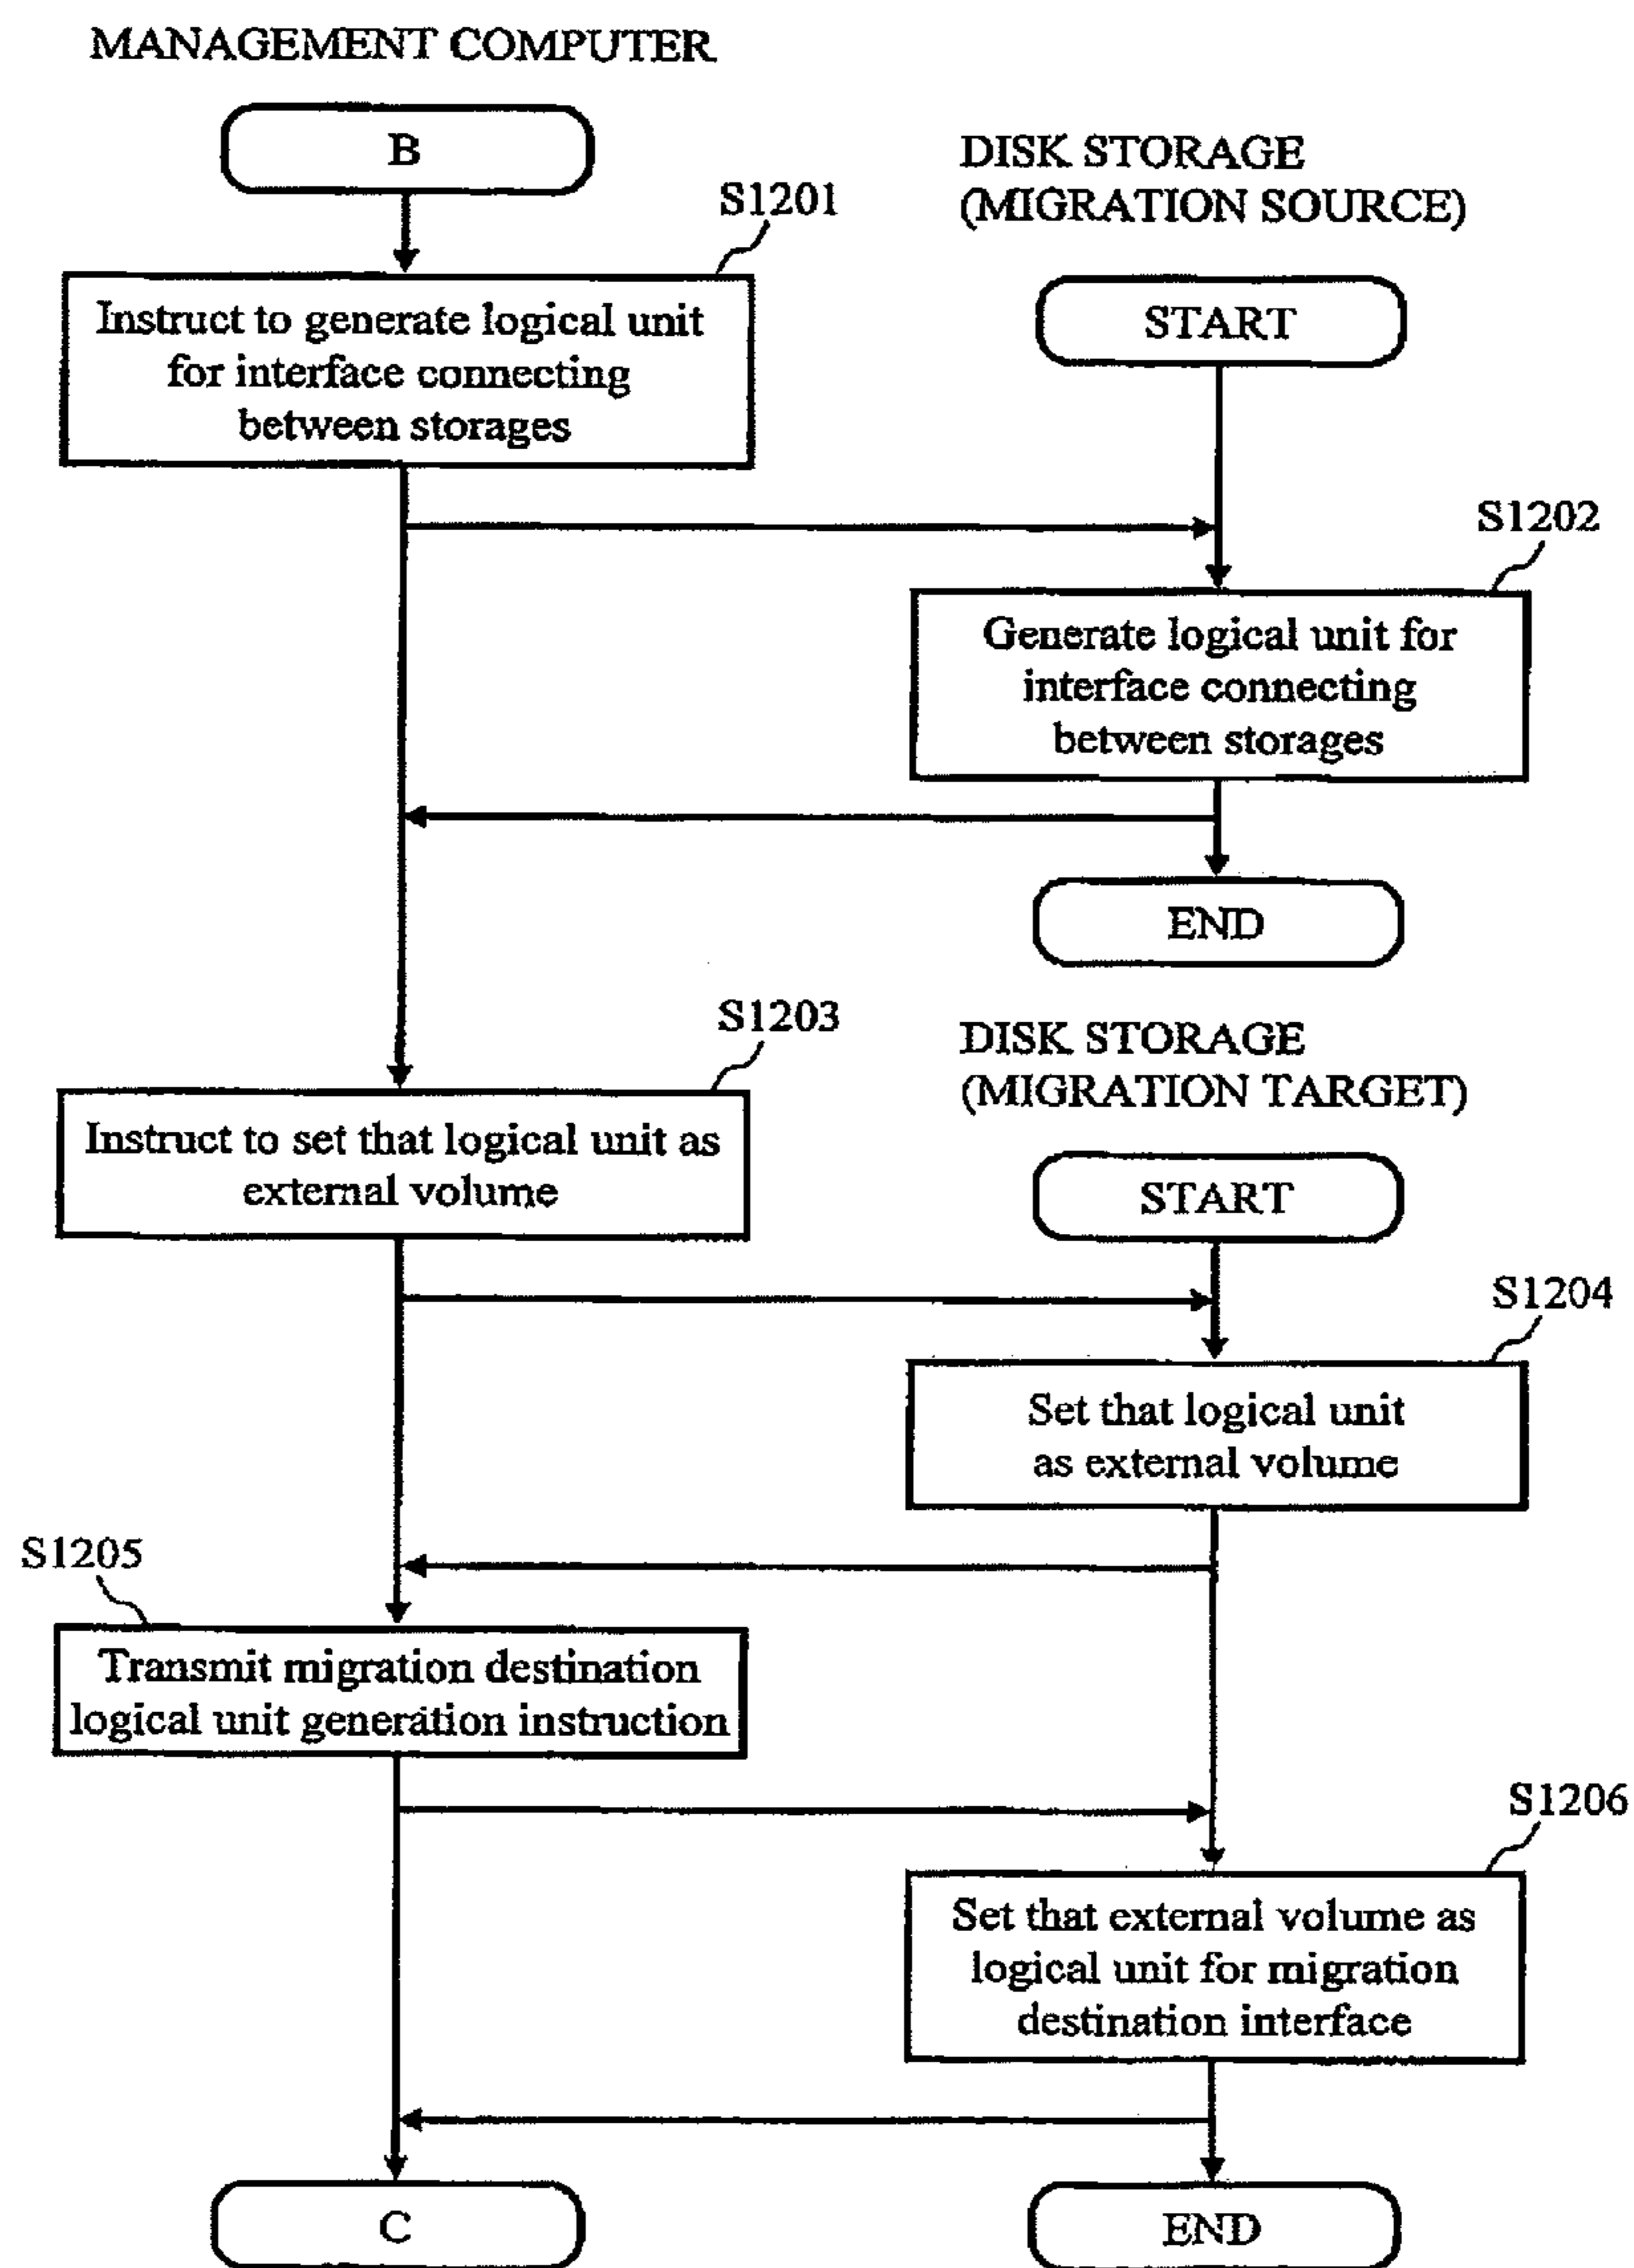 MANAGEMENT COMPUTER
B
DISK STORAGE
(MIGRATION SOURCE)
S1201
Instruct to generate logical unit
for interface connecting
between storages
START
S1202
Generate logical unit for
interface connecting
between storages
END
S1203
DISK STORAGE
(MIGRATION TARGET)
Instruct to set that logical unit as
external volume
START
S1204
Set that logical unit
as external volume
S1205
Transmit migration destination
logical unit generation instruction
S1206
Set that external volume as
logical unit for migration
destination interface
C
END